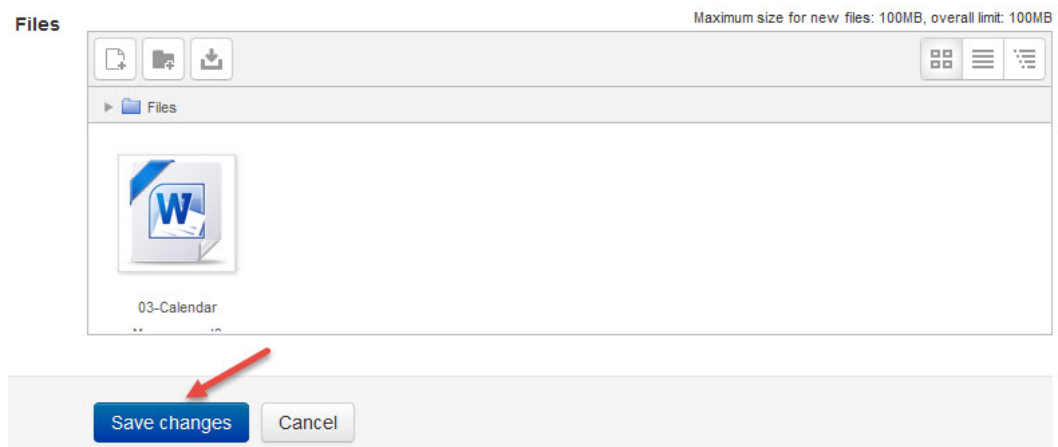 Maximum size for new files: 100MB, overall limit: 100MB
Files
Files
W
03-Calendar
Save changes Cancel